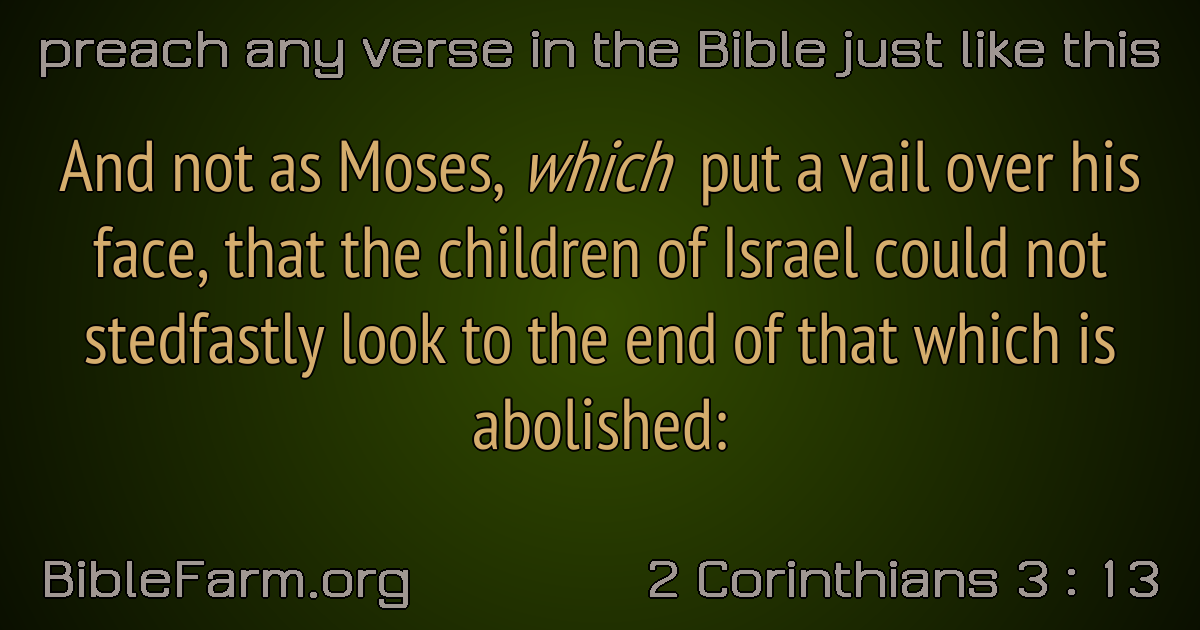 preach any verse in the Bible just like this
And not as Moses, which put a vail over his
face, that the children of Israel could not
stedfastly look to the end of that which is
abolished:
BibleFarm.org
2 Corinthians 3 : 13